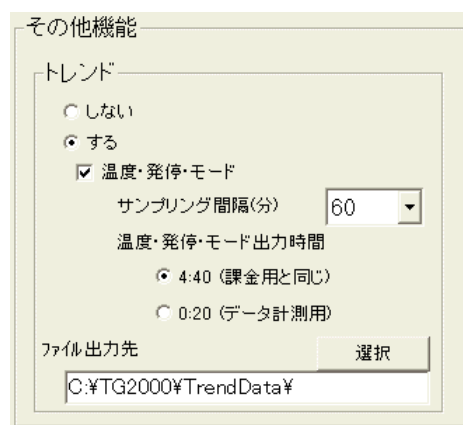 その他機能
トレンド
しない
する
温度・発停・モード
サンプリング間隔(分) 60
温度・発停・モード出力時間
4:40 (課金用と同じ)
0:20 (データ計測用)
ファイル出力先 選択
C:¥TG2000¥TrendData¥